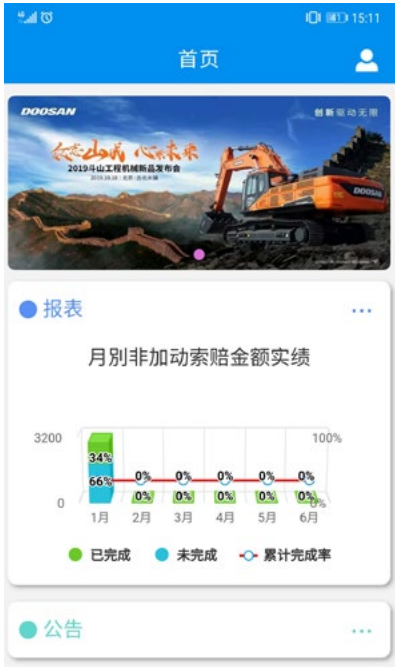 15:11
首页
DOOSAN
创新驱动无限
2019斗山工程机械新品发布会
DOOSAN
报表
...
月別非加动索赔金额实绩
3200
100%
34%
66%
0% 0% 0% 0% 0%
0% 0% 0% 0% 0%
0
0%
1月 2月 3月 4月 5月 6月
已完成 未完成 累计完成率
公告
...